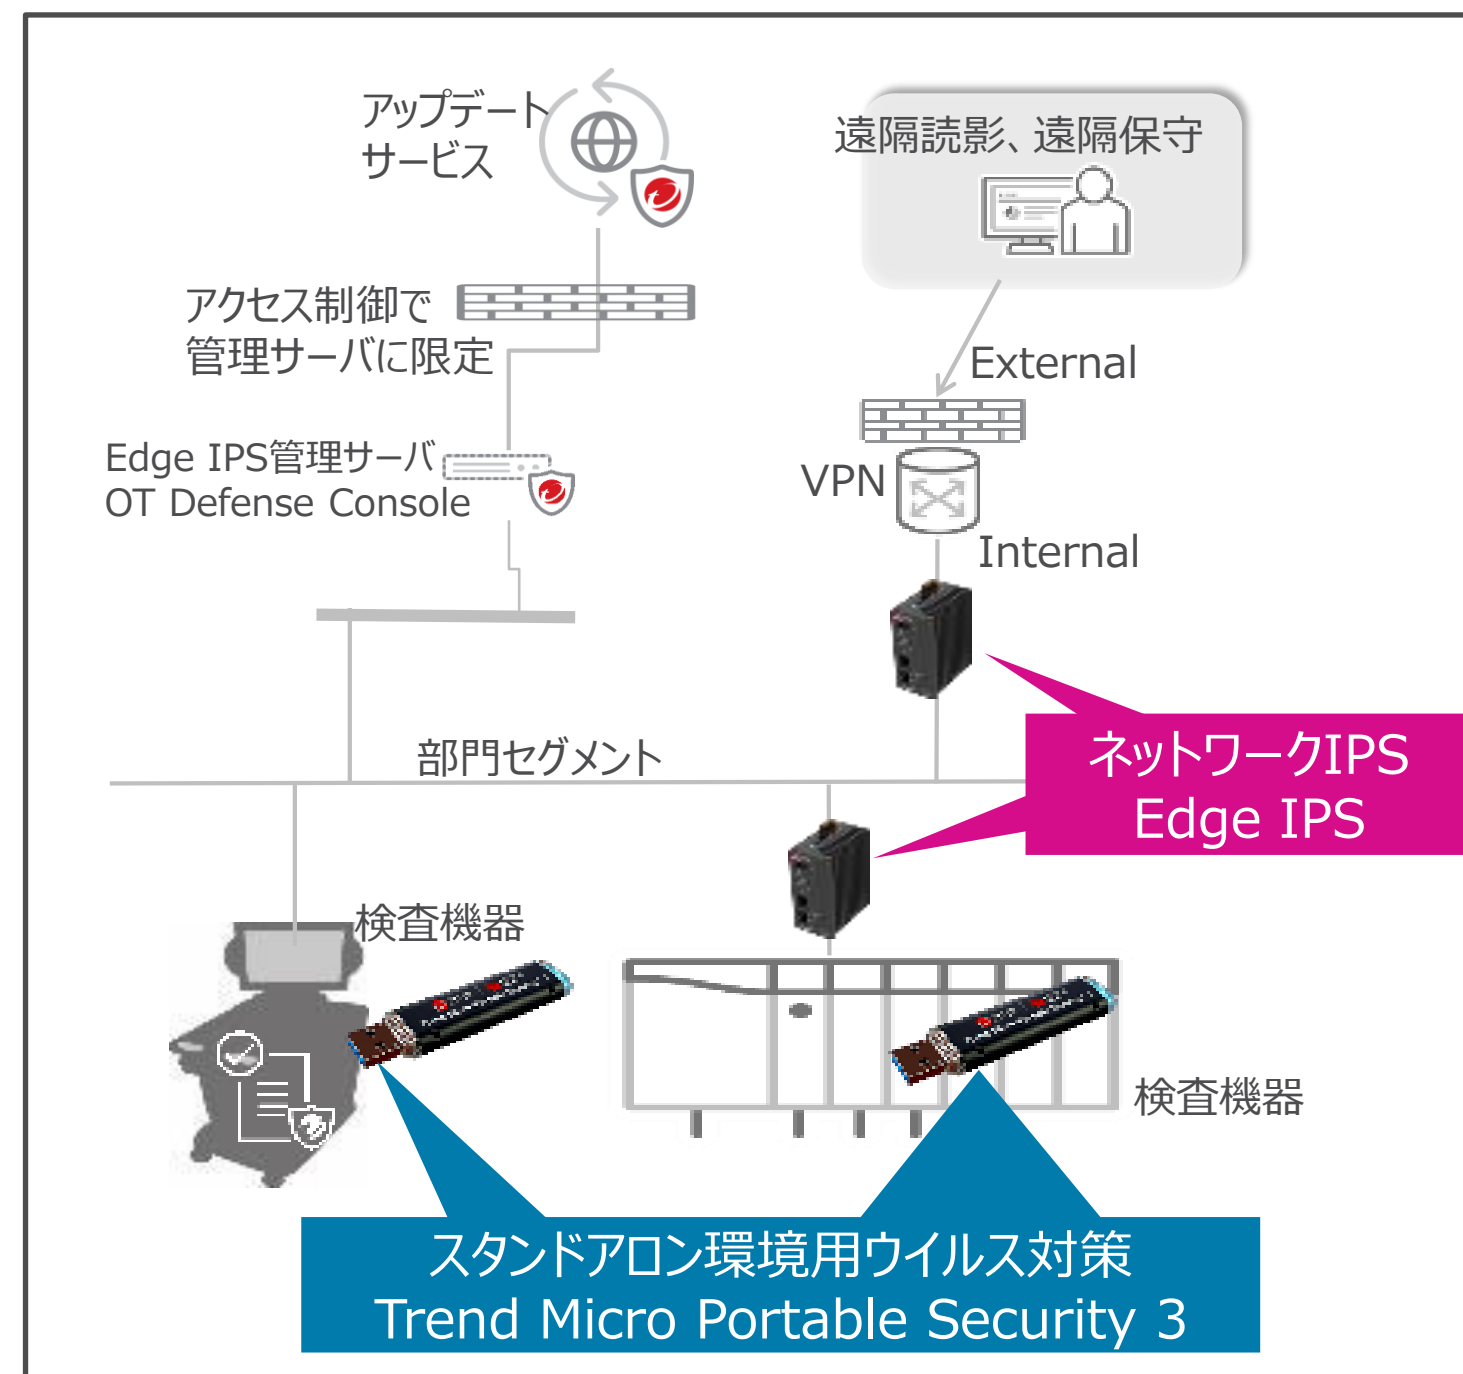 アップデート
サービス
遠隔読影、遠隔保守
アクセス制御で
管理サーバに限定
External
Edge IPS管理サーバ
OT Defense Console
VPN
Internal
部門セグメント
ネットワークIPS
Edge IPS
検査機器
検査機器
スタンドアロン環境用ウイルス対策
Trend Micro Portable Security 3